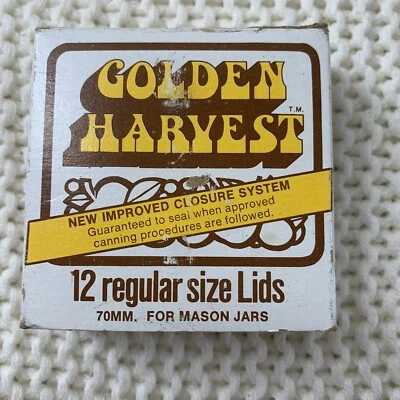 GOLDEN
HARVEST
T.M.
NEW IMPROVED CLOSURE SYSTEM
Guaranteed to seal when approved
canning procedures are followed.
12 regular size Lids
70MM. FOR MASON JARS